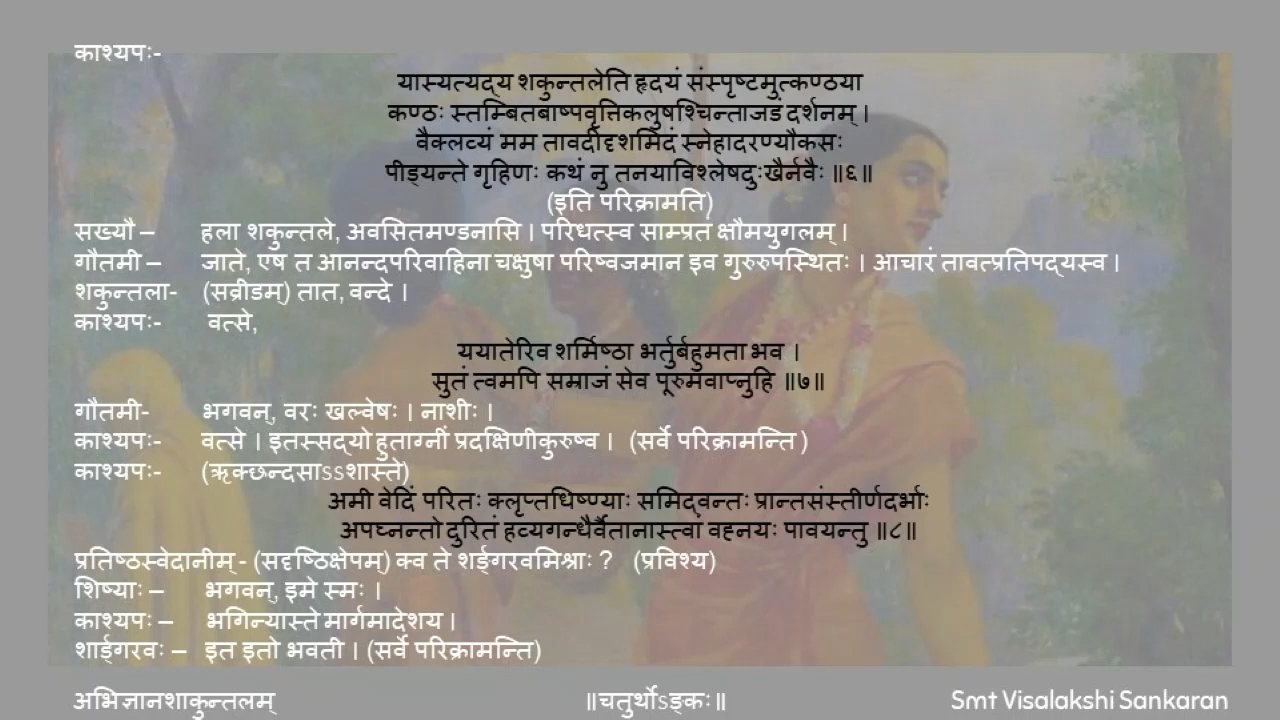 काश्यपः-
यास्यत्यद्य शकुन्तलेति हृदयं संस्पृष्टमुत्कण्ठया
कण्ठः स्तम्बितबाष्पवृत्तिकलुषश्चिन्ताजडं दर्शनम् ।
वैक्लव्यं मम तावदीदृशमिदं स्नेहादरण्यौकसः
पीड्यन्ते गृहिणः कथं नु तनयाविश्लेषदुःखैर्नवैः ॥६॥
(इति परिक्रामति)
सख्यौ – हला शकुन्तले, अवसितमण्डनासि । परिधत्स्व साम्प्रतं क्षौमयुगलम् ।
गौतमी – जाते, एष त आनन्दपरिवाहिना चक्षुषा परिष्वजमान इव गुरुरुपस्थितः । आचारं तावत्प्रतिपद्यस्व ।
शकुन्तला- (सव्रीडम्) तात, वन्दे ।
काश्यपः- वत्से,
ययातेरिव शर्मिष्ठा भर्तुर्बहुमता भव ।
सुतं त्वमपि सम्राजं सेव पूरुमवाप्नुहि ॥७॥
गौतमी- भगवन्, वरः खल्वेषः । नाशीः ।
काश्यपः- वत्से । इतस्सद्यो हुताग्नीं प्रदक्षिणीकुरुष्व । (सर्वे परिक्रामन्ति )
काश्यपः- (ऋक्छन्दसाऽऽशास्ते)
अमी वेदिं परितः क्लृप्तधिष्ण्याः समिद्वन्तः प्रान्तसंस्तीर्णदर्भाः
अपघ्नन्तो दुरितं हव्यगन्धैर्वैतानास्त्वां वह्नयः पावयन्तु ॥८॥
प्रतिष्ठस्वेदानीम् - (सदृष्ठिक्षेपम्) क्व ते शर्ङ्गरवमिश्राः ? (प्रविश्य)
शिष्याः – भगवन्, इमे स्मः ।
काश्यपः – भगिन्यास्ते मार्गमादेशय ।
शार्ङ्गरवः – इत इतो भवती । (सर्वे परिक्रामन्ति)
अभिज्ञानशाकुन्तलम् ॥चतुर्थोऽङ्कः॥ Smt Visalakshi Sankaran